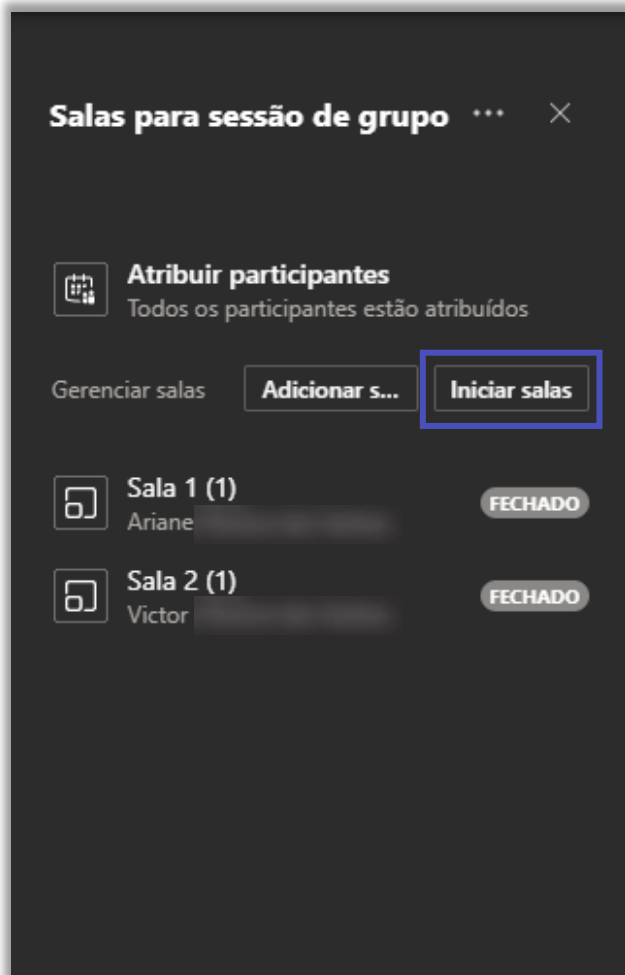 Salas para sessão de grupo ...
Atribuir participantes
Todos os participantes estão atribuídos
Gerenciar salas Adicionar s... Iniciar salas
Sala 1 (1) FECHADO
Ariane
Sala 2 (1) FECHADO
Victor